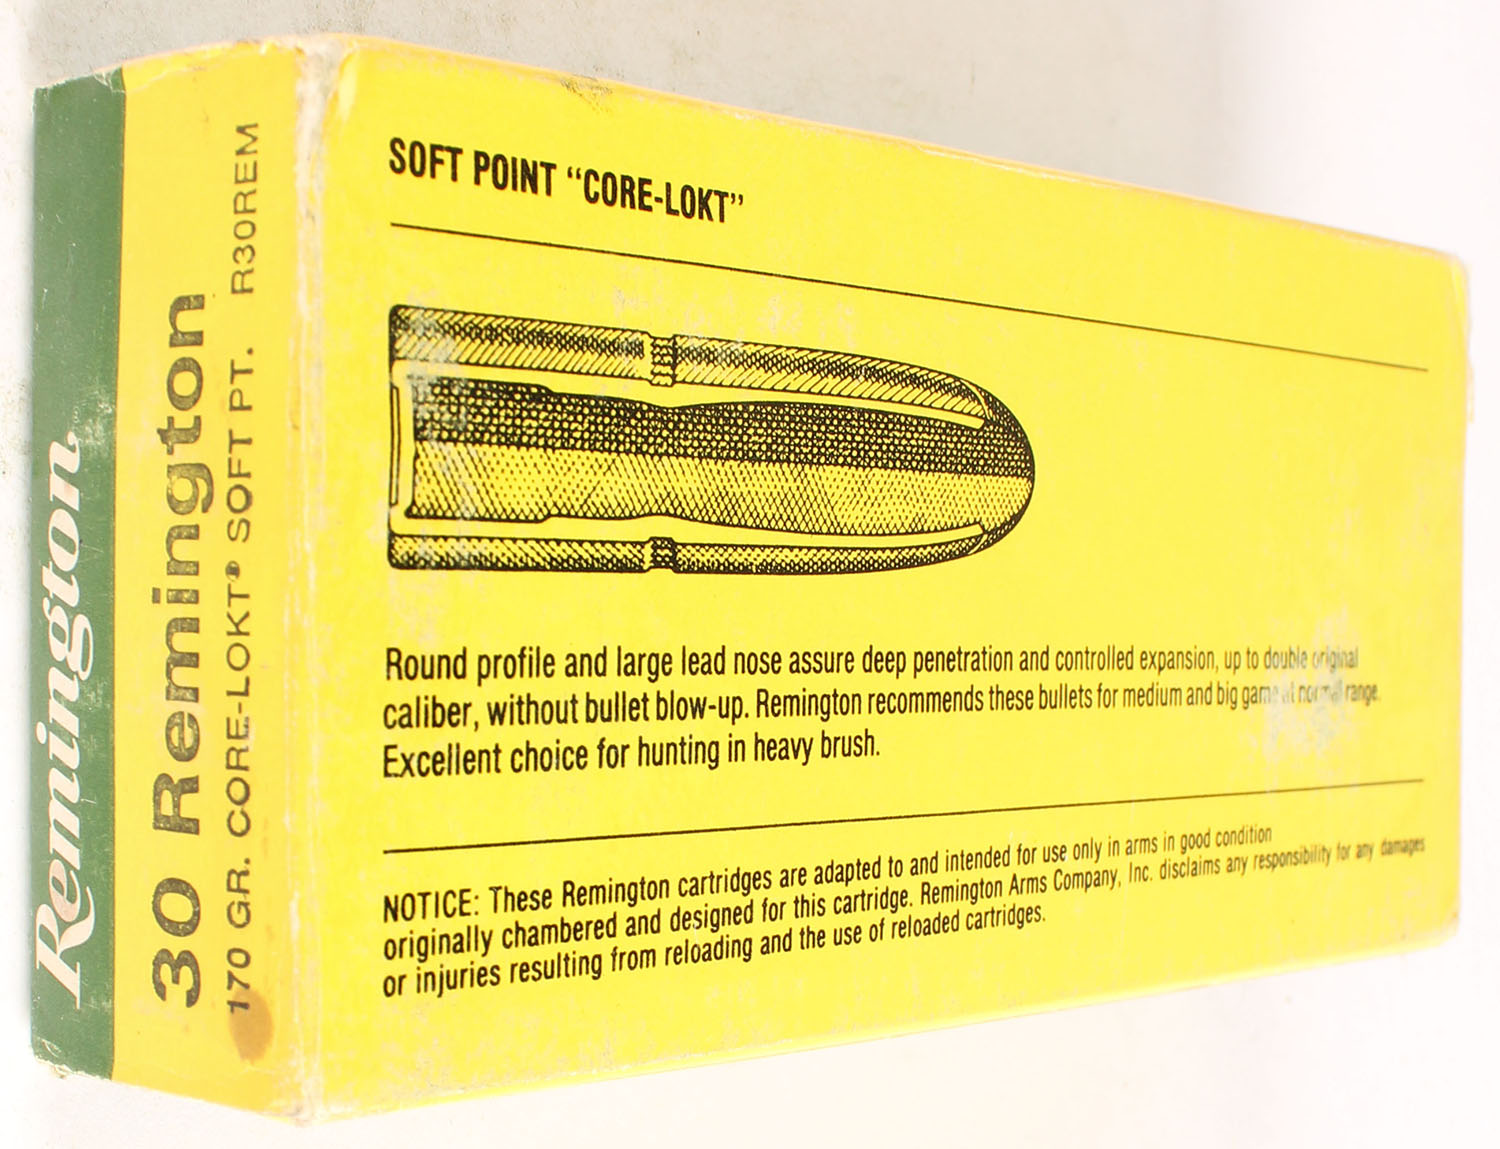 Remington
30 Remington
170 GR. CORE-LOKT® SOFT PT. R30REM
SOFT POINT “CORE-LOKT”
Round profile and large lead nose assure deep penetration and controlled expansion, up to double original
caliber, without bullet blow-up. Remington recommends these bullets for medium and big game at normal range.
Excellent choice for hunting in heavy brush.
NOTICE: These Remington cartridges are adapted to and intended for use only in arms in good condition
originally chambered and designed for this cartridge. Remington Arms Company, Inc. disclaims any responsibility for any damages
or injuries resulting from reloading and the use of reloaded cartridges.